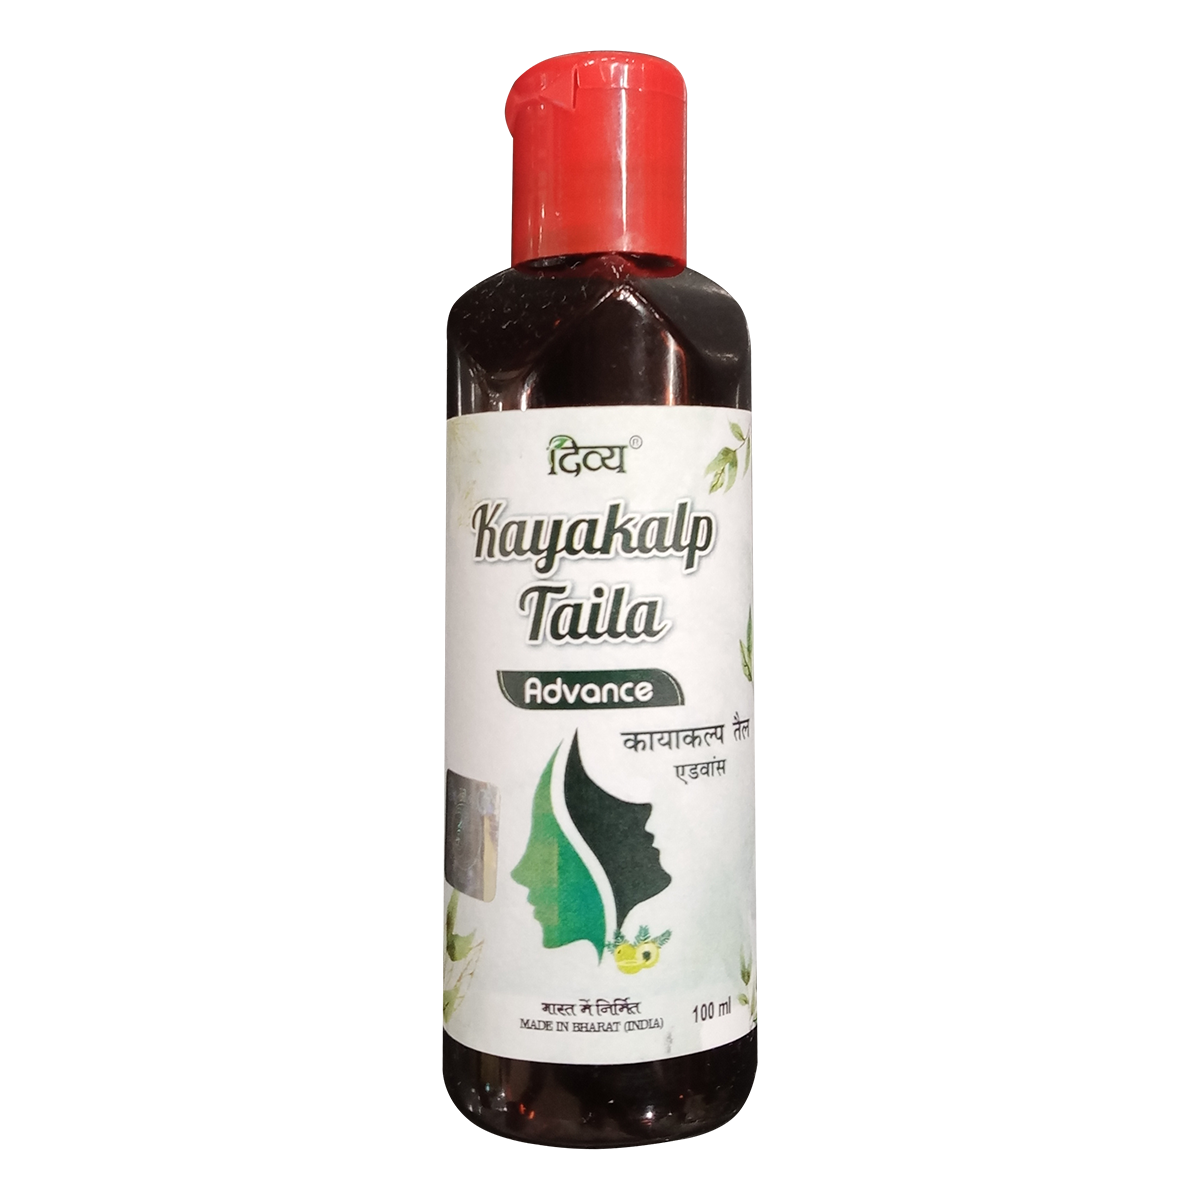 दिव्य®
Kayakalp
Taila
Advance
कायाकल्प तैल
एडवांस
भारत में निर्मित
MADE IN BHARAT (INDIA)
100 ml